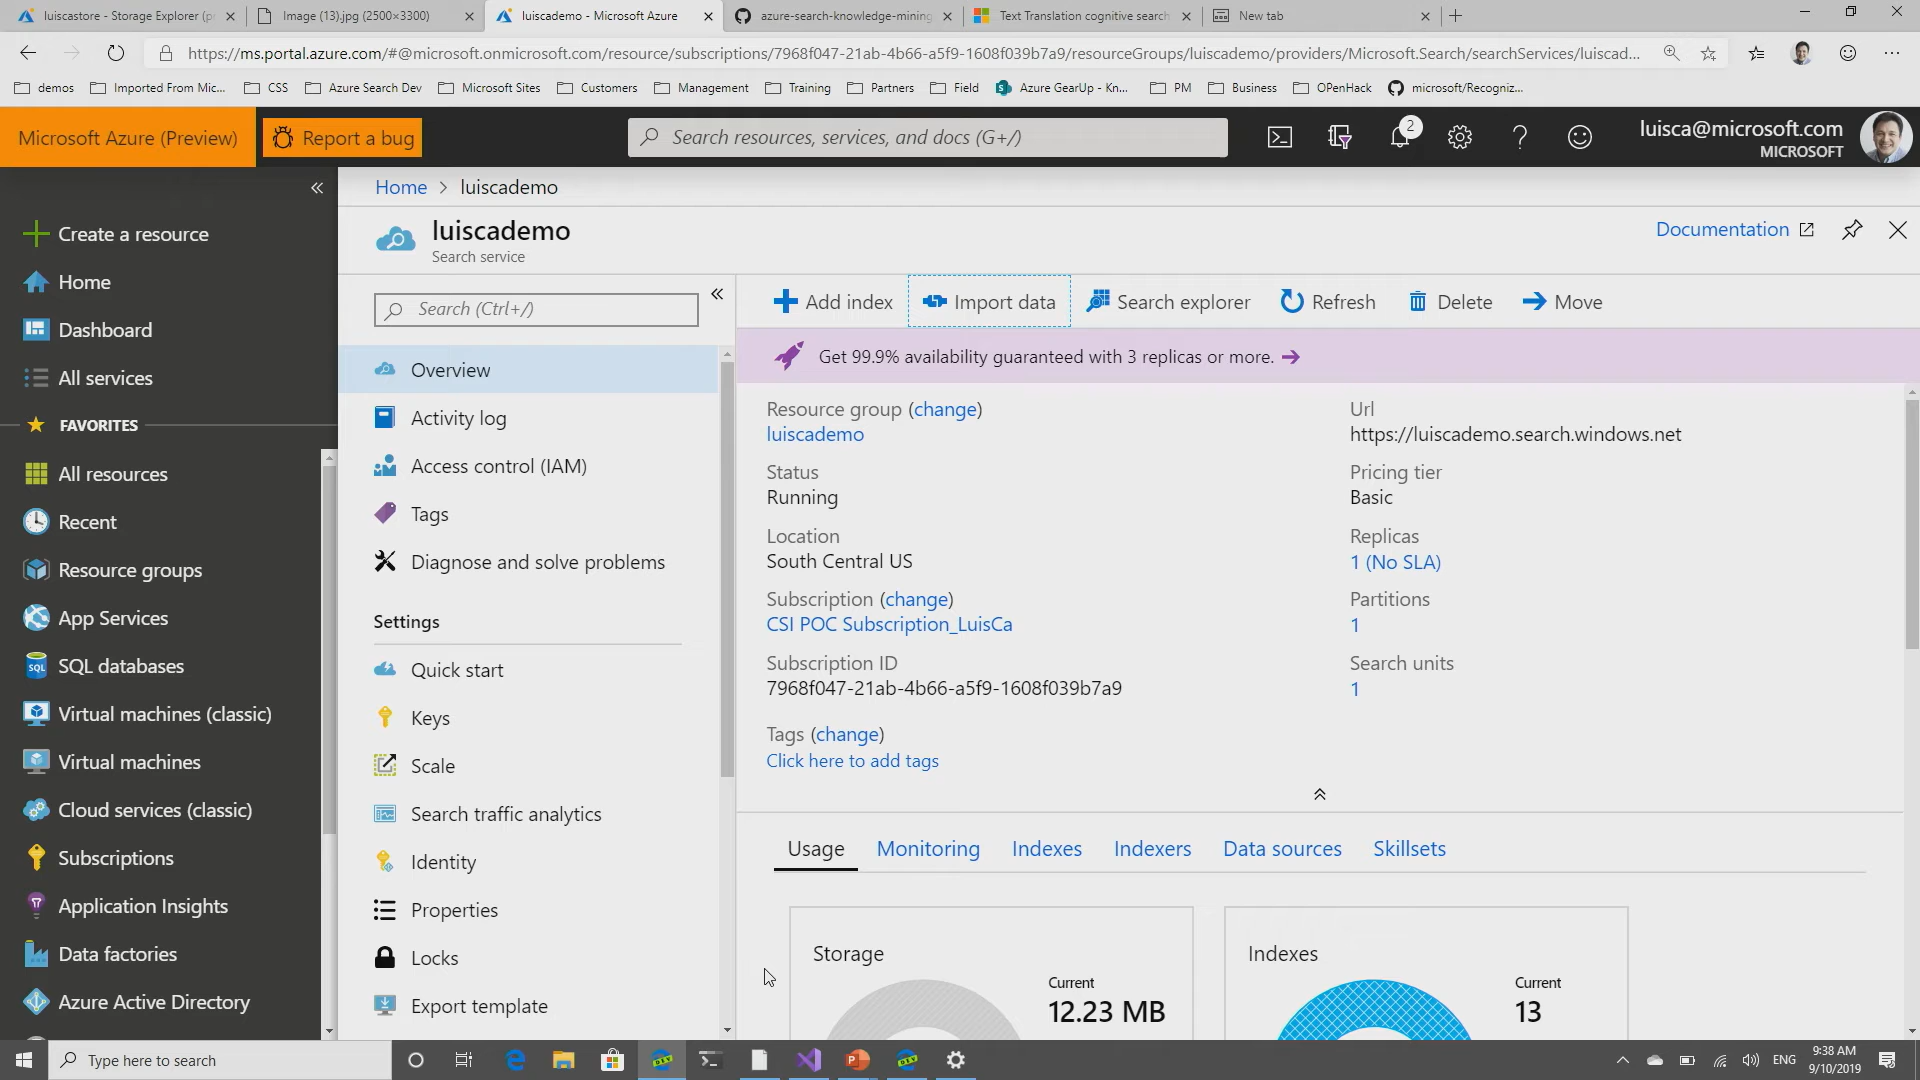 luiscastore - Storage Explorer (pr
Image (13).jpg (2500×3300)
luiscademo - Microsoft Azure
azure-search-knowledge-mining
Text Translation cognitive search
New tab
https://ms.portal.azure.com/#@microsoft.onmicrosoft.com/resource/subscriptions/7968f047-21ab-4b66-a5f9-1608f039b7a9/resourceGroups/luiscademo/providers/Microsoft.Search/searchServices/luiscad...
demos
Imported From Mic...
CSS
Azure Search Dev
Microsoft Sites
Customers
Management
Training
Partners
Field
Azure GearUp - Kn...
PM
Business
OPenHack
microsoft/Recogniz...
Microsoft Azure (Preview)
Report a bug
Search resources, services, and docs (G+/)
2
luisca@microsoft.com
MICROSOFT
Create a resource
Home
Dashboard
All services
FAVORITES
All resources
Recent
Resource groups
App Services
SQL
SQL databases
Virtual machines (classic)
Virtual machines
Cloud services (classic)
Subscriptions
Application Insights
Data factories
Azure Active Directory
Home > luiscademo
luiscademo
Search service
Documentation
Search (Ctrl+/)
Overview
Activity log
Access control (IAM)
Tags
Diagnose and solve problems
Settings
Quick start
Keys
Scale
Search traffic analytics
Identity
Properties
Locks
Export template
Add index
Import data
Search explorer
Refresh
Delete
Move
Get 99.9% availability guaranteed with 3 replicas or more.
Resource group (change)
luiscademo
Status
Running
Location
South Central US
Subscription (change)
CSI POC Subscription_LuisCa
Subscription ID
7968f047-21ab-4b66-a5f9-1608f039b7a9
Tags (change)
Click here to add tags
Url
https://luiscademo.search.windows.net
Pricing tier
Basic
Replicas
1 (No SLA)
Partitions
1
Search units
1
Usage
Monitoring
Indexes
Indexers
Data sources
Skillsets
Storage
Current
12.23 MB
Indexes
Current
13
Type here to search
DEV
DEV
ENG
9:38 AM
9/10/2019